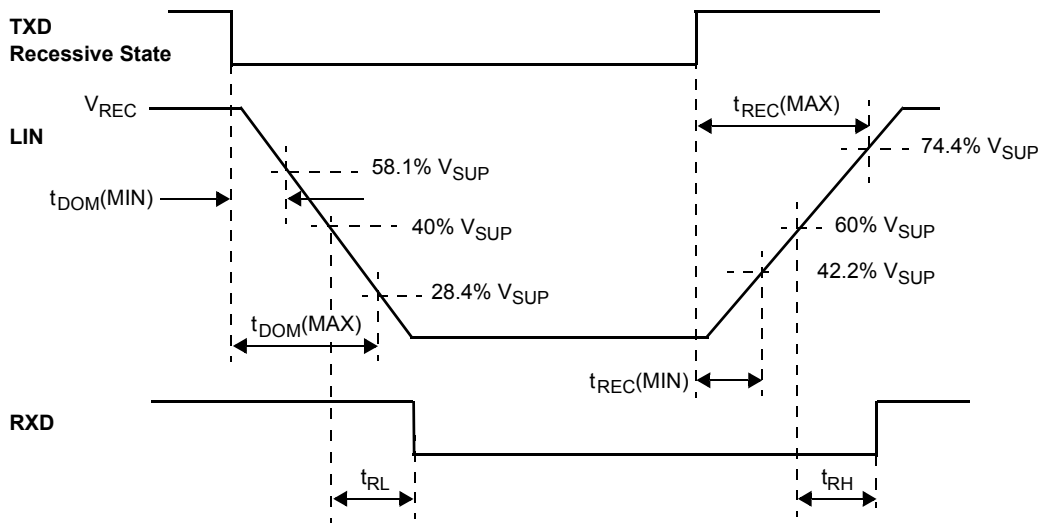 TXD
Recessive State
V_REC
LIN
t_REC(MAX)
74.4% V_SUP
58.1% V_SUP
t_DOM(MIN)
40% V_SUP
60% V_SUP
42.2% V_SUP
28.4% V_SUP
t_DOM(MAX)
t_REC(MIN)
RXD
t_RL
t_RH